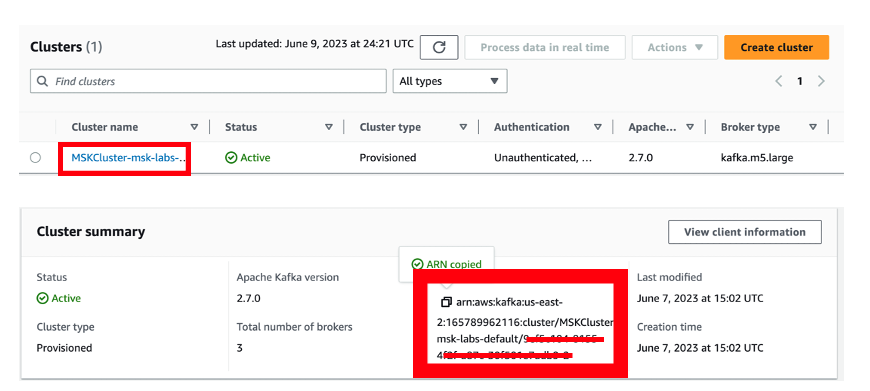 Clusters (1)
Last updated: June 9, 2023 at 24:21 UTC
Process data in real time
Actions
Create cluster
Find clusters
All types
1
Cluster name
Status
Cluster type
Authentication
Apache...
Broker type
MSKCluster-msk-labs-...
Active
Provisioned
Unauthenticated, ...
2.7.0
kafka.m5.large
Cluster summary
View client information
ARN copied
Status
Active
Cluster type
Provisioned
Apache Kafka version
2.7.0
Total number of brokers
3
arn:aws:kafka:us-east-
2:165789962116:cluster/MSKCluster
msk-labs-default/
Last modified
June 7, 2023 at 15:02 UTC
Creation time
June 7, 2023 at 15:02 UTC